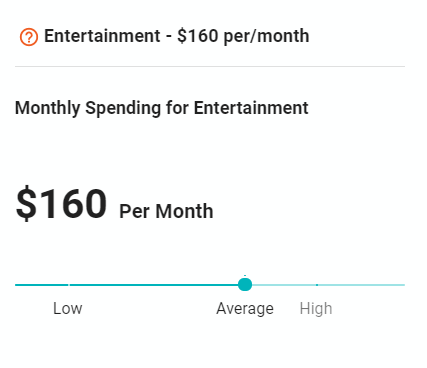 Entertainment - $160 per/month
Monthly Spending for Entertainment
$160 Per Month
Low Average High